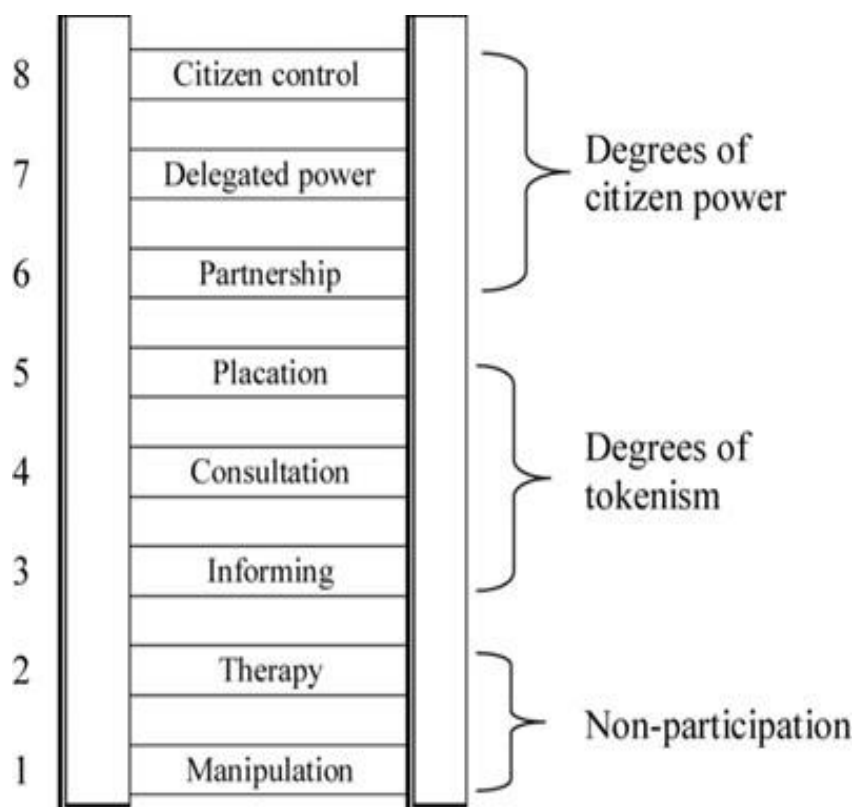 8 Citizen control
7 Delegated power
6 Partnership
Degrees of
citizen power
5 Placation
4 Consultation
3 Informing
Degrees of
tokenism
2 Therapy
1 Manipulation
Non-participation